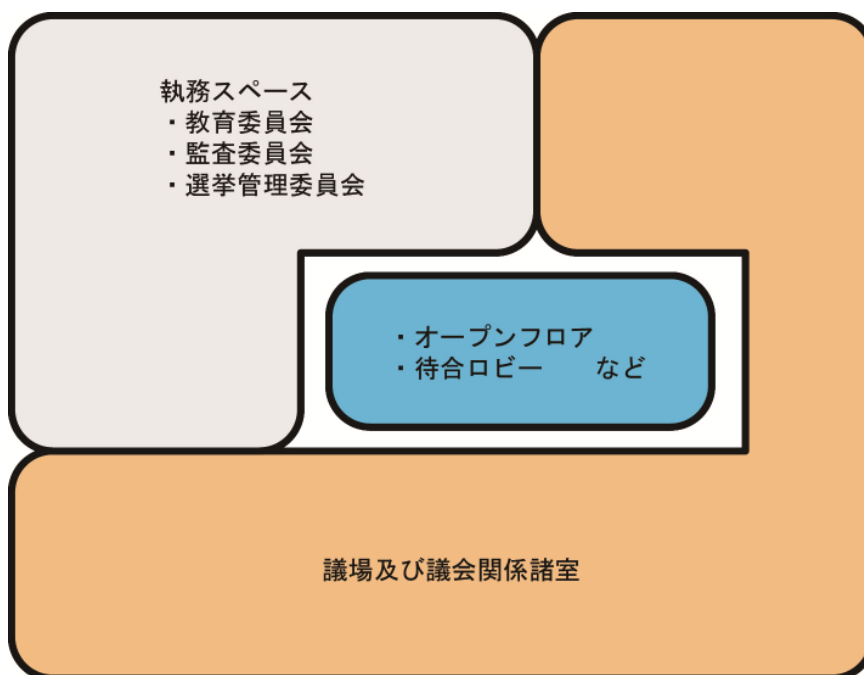 執務スペース
・教育委員会
・監査委員会
・選挙管理委員会
・オープンフロア
・待合ロビー　　など
議場及び議会関係諸室